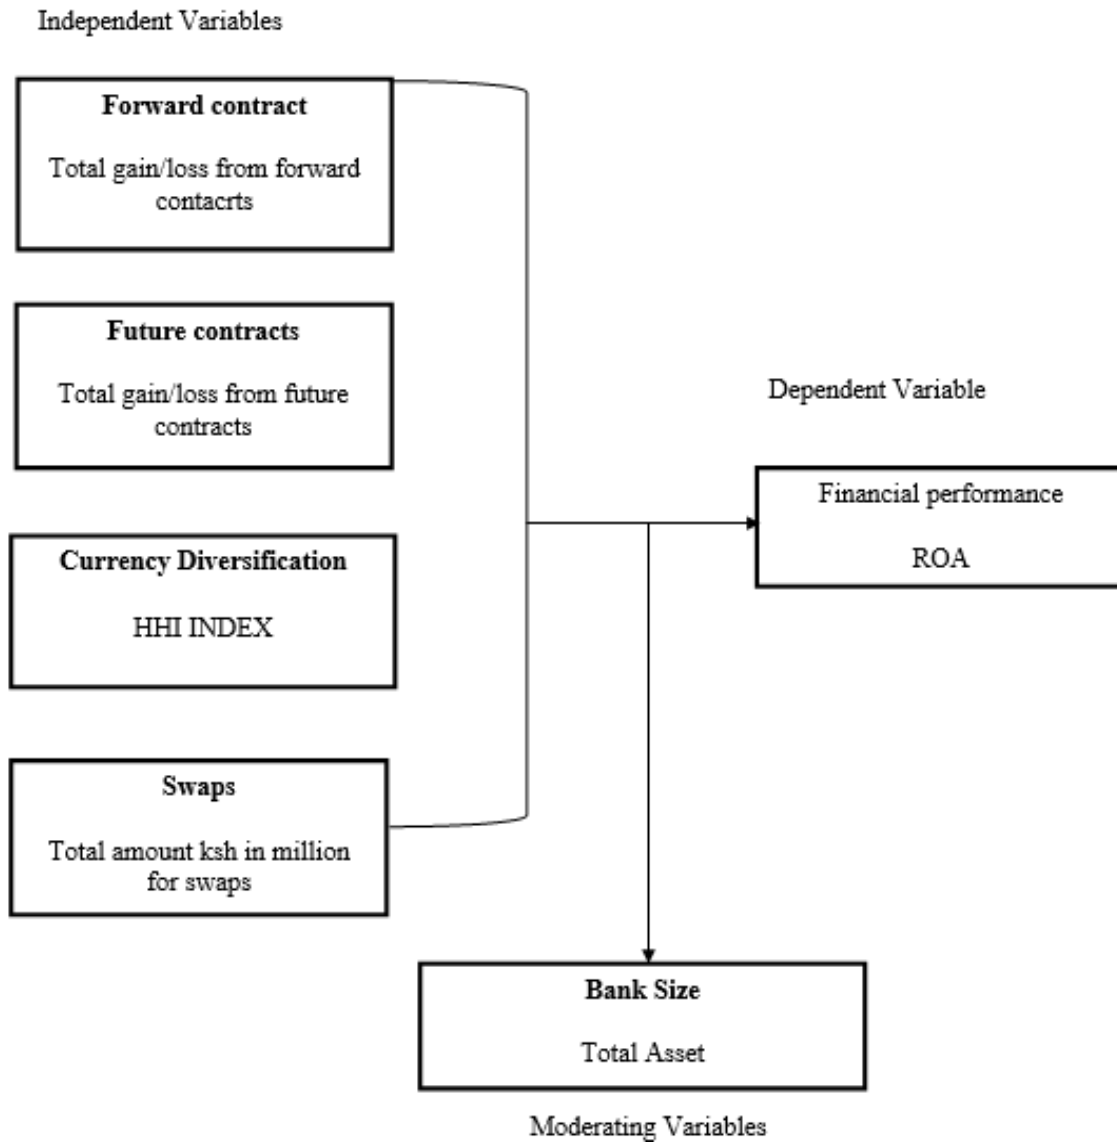 Independent Variables
Forward contract
Total gain/loss from forward
contacrts
Future contracts
Total gain/loss from future
contracts
Currency Diversification
HHI INDEX
Swaps
Total amount ksh in million
for swaps
Dependent Variable
Financial performance
ROA
Bank Size
Total Asset
Moderating Variables